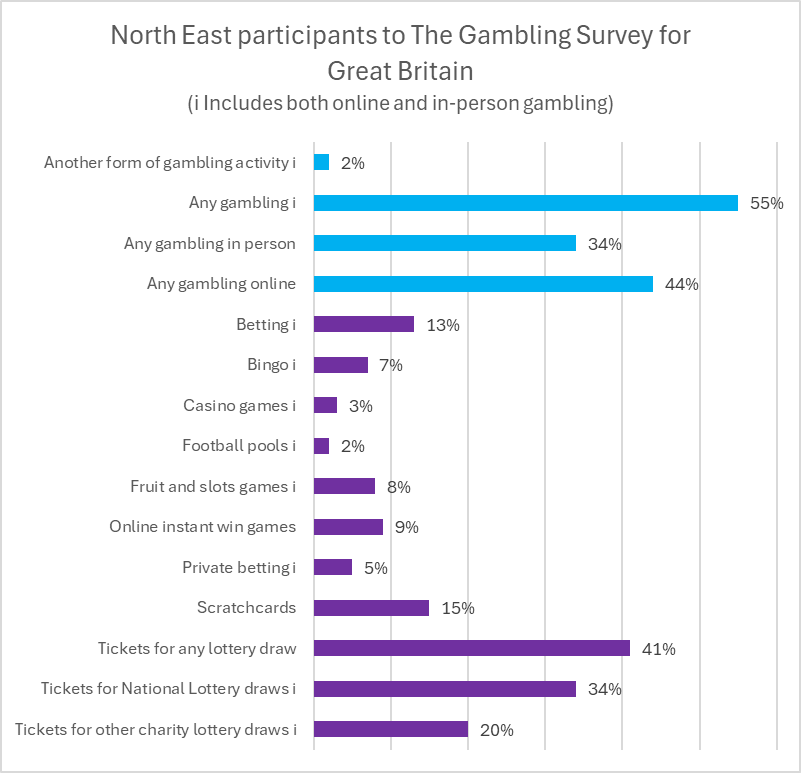 North East participants to The Gambling Survey for
Great Britain
(i Includes both online and in-person gambling)
Another form of gambling activity i 2%
Any gambling i 55%
Any gambling in person 34%
Any gambling online 44%
Betting i 13%
Bingo i 7%
Casino games i 3%
Football pools i 2%
Fruit and slots games i 8%
Online instant win games 9%
Private betting i 5%
Scratchcards 15%
Tickets for any lottery draw 41%
Tickets for National Lottery draws i 34%
Tickets for other charity lottery draws i 20%